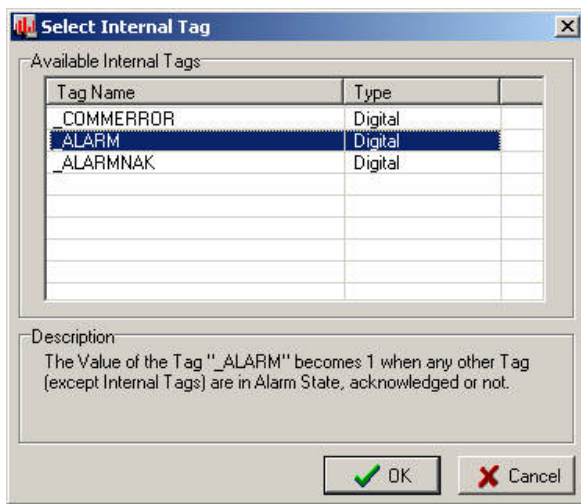 Select Internal Tag
Available Internal Tags
Tag Name Type
_COMMERROR Digital
_ALARM Digital
_ALARMNAK Digital
Description
The Value of the Tag "_ALARM" becomes 1 when any other Tag
(except Internal Tags) are in Alarm State, acknowledged or not.
OK Cancel